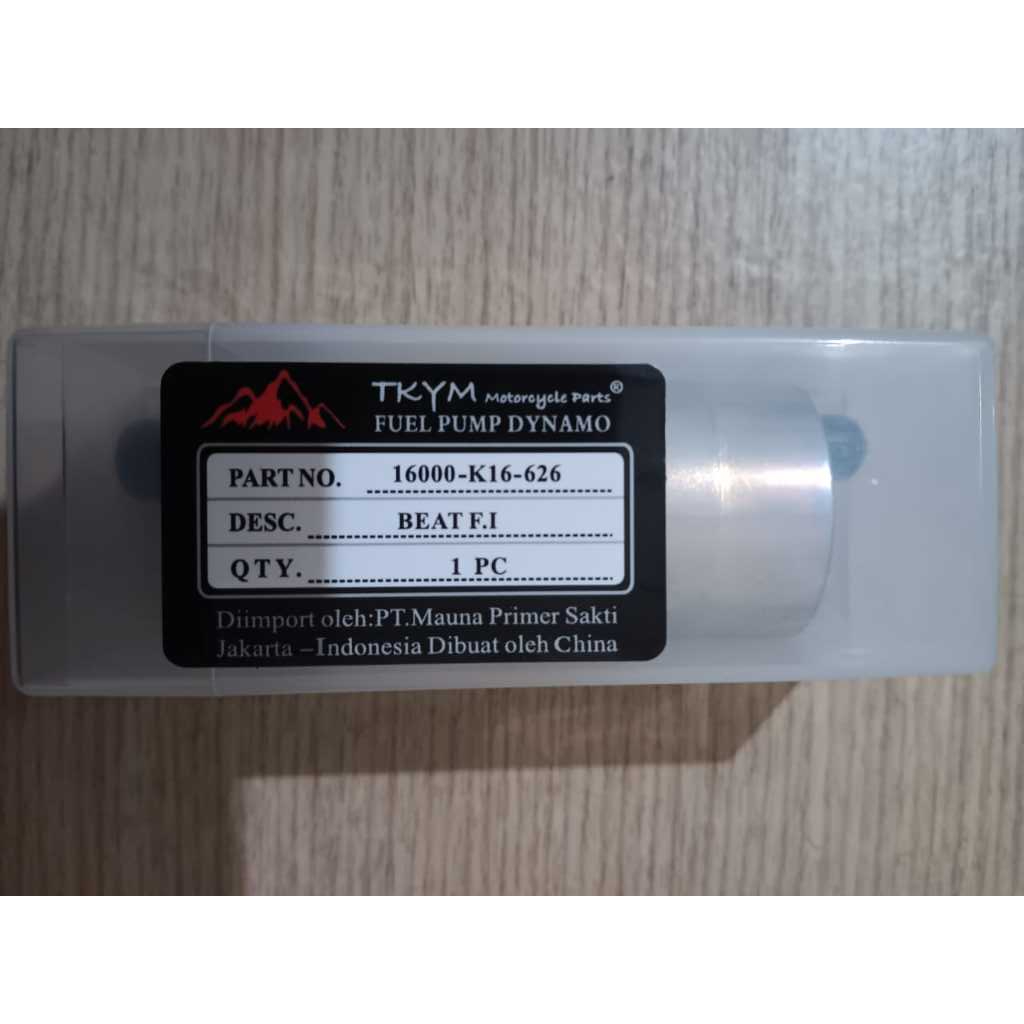 TKYM Motorcycle Parts®
FUEL PUMP DYNAMO
PART NO. 16000-K16-626
DESC. BEAT F.I
QTY. 1 PC
Diimport oleh:PT.Mauna Primer Sakti
Jakarta –Indonesia Dibuat oleh China